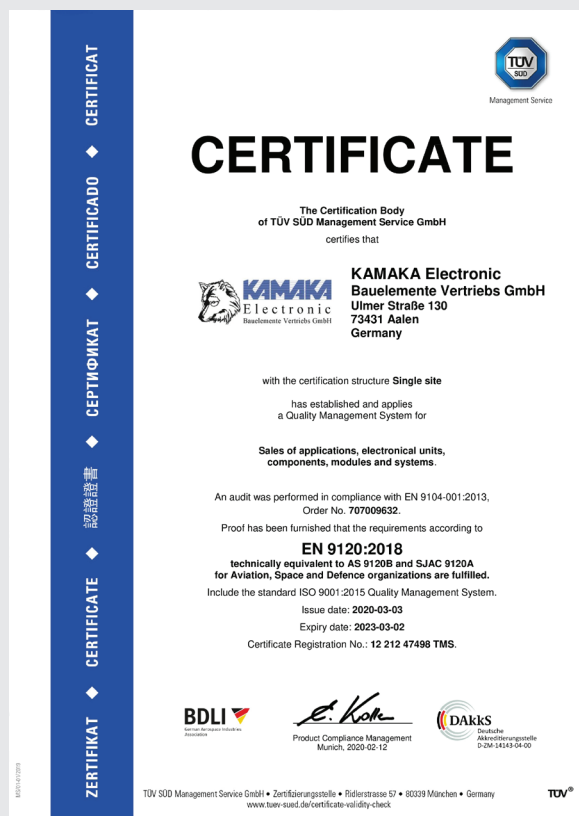 ZERTIFIKAT ◆ CERTIFICATE ◆ 認證證書 ◆ СЕРТИФИКАТ ◆ CERTIFICADO ◆ CERTIFICAT
TÜV
SÜD
Management Service
CERTIFICATE
The Certification Body
of TÜV SÜD Management Service GmbH
certifies that
KAMAKA
Electronic
Bauelemente Vertriebs GmbH
KAMAKA Electronic
Bauelemente Vertriebs GmbH
Ulmer Straße 130
73431 Aalen
Germany
with the certification structure Single site
has established and applies
a Quality Management System for
Sales of applications, electronical units,
components, modules and systems.
An audit was performed in compliance with EN 9104-001:2013,
Order No. 707009632.
Proof has been furnished that the requirements according to
EN 9120:2018
technically equivalent to AS 9120B and SJAC 9120A
for Aviation, Space and Defence organizations are fulfilled.
Include the standard ISO 9001:2015 Quality Management System.
Issue date: 2020-03-03
Expiry date: 2023-03-02
Certificate Registration No.: 12 212 47498 TMS.
BDLI
German Aerospace Industries
Association
Product Compliance Management
Munich, 2020-02-12
DAkkS
Deutsche
Akkreditierungsstelle
D-ZM-14143-04-00
TÜV SÜD Management Service GmbH • Zertifizierungsstelle • Ridlerstrasse 57 • 80339 München • Germany
www.tuev-sued.de/certificate-validity-check
TÜV®